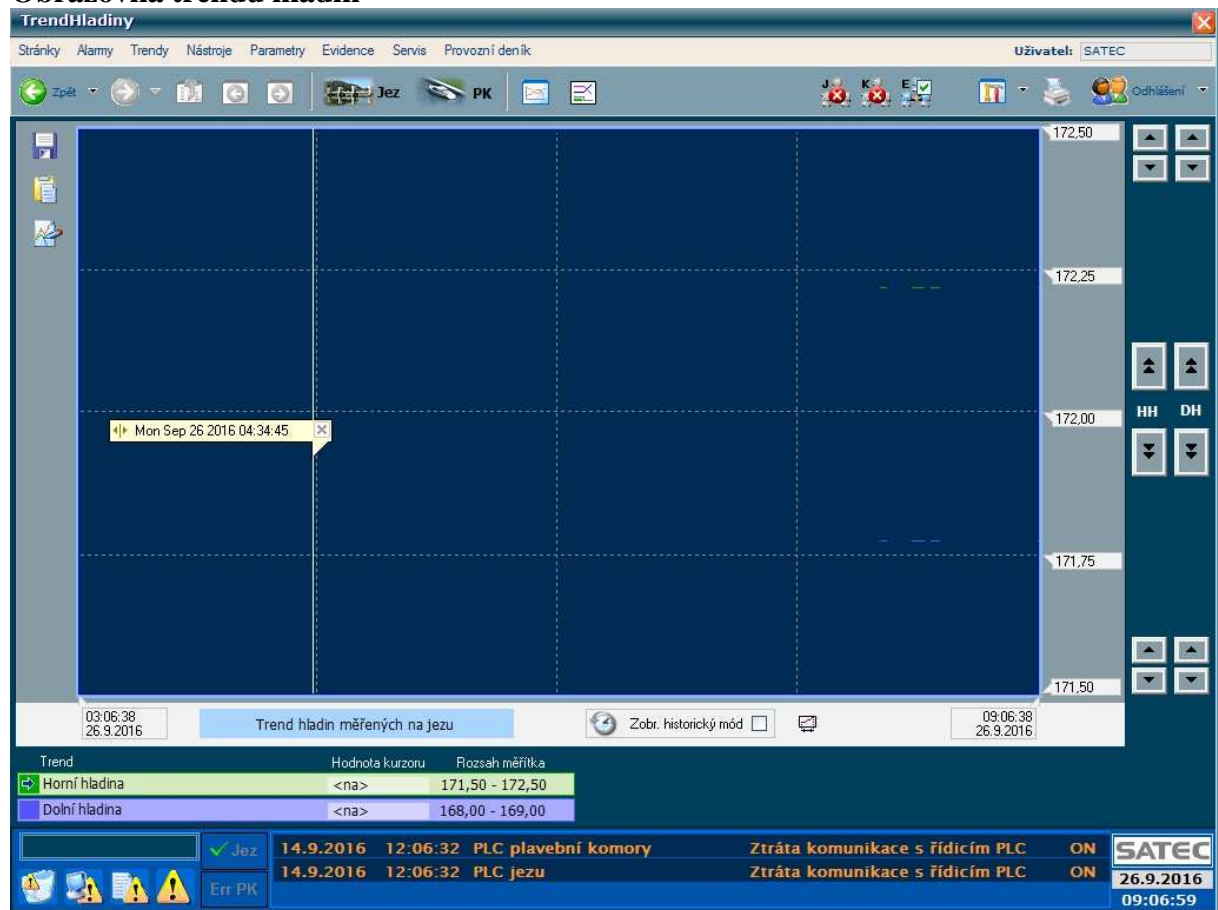 Obrazovka trendů hladin
TrendHladiny
Stránky Alarmy Trendy Nástroje Parametry Evidence Servis Provozní deník Uživatel: SATEC
Zpět Jez PK J K E Odhlášení
172,50
172,25
172,00
HH DH
Mon Sep 26 2016 04:34:45
171,75
171,50
03:06:38
26.9.2016
Trend hladin měřených na jezu
Zobr. historický mód
09:06:38
26.9.2016
Trend Hodnota kurzoru Rozsah měřítka
Horní hladina <na> 171,50 - 172,50
Dolní hladina <na> 168,00 - 169,00
Jez
Err PK
14.9.2016 12:06:32 PLC plavební komory Ztráta komunikace s řídicím PLC ON
14.9.2016 12:06:32 PLC jezu Ztráta komunikace s řídicím PLC ON
SATEC
26.9.2016
09:06:59